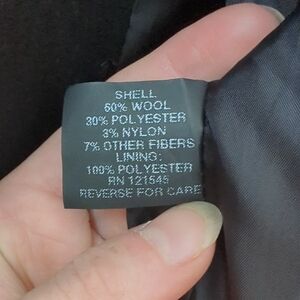 SHELL
60% WOOL
30% POLYESTER
3% NYLON
7% OTHER FIBERS
LINING:
100% POLYESTER
RN 121545
REVERSE FOR CARE